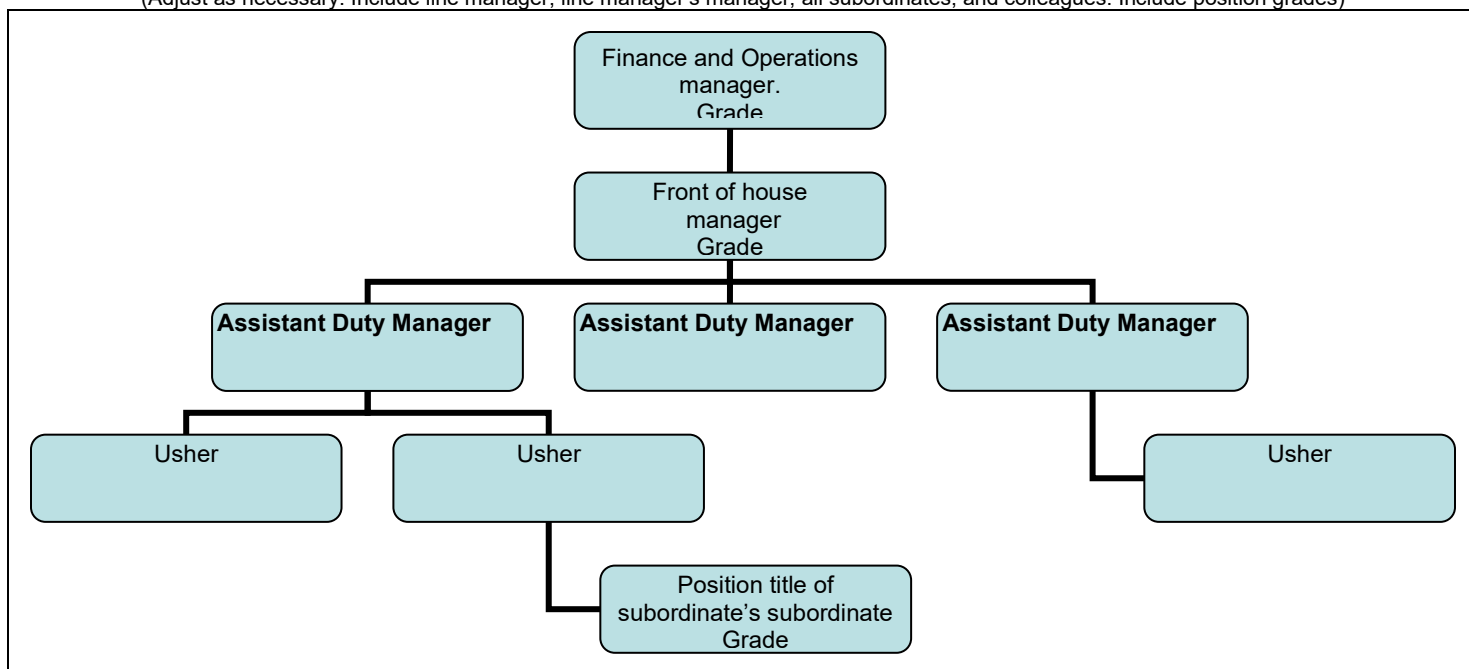 (Adjust as necessary. Include line manager, line manager's manager, all subordinates, and colleagues. Include position grades)
Finance and Operations
manager.
Grade
Front of house
manager
Grade
Assistant Duty Manager
Assistant Duty Manager
Assistant Duty Manager
Usher
Usher
Usher
Position title of
subordinate’s subordinate
Grade